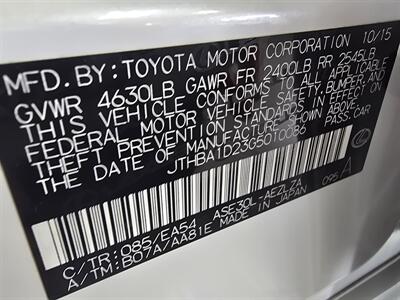 MFD. BY: TOYOTA MOTOR CORPORATION 10/15
GVWR 4630LB GAWR FR 2400LB RR 2545LB
THIS VEHICLE CONFORMS TO ALL APPLICABLE
FEDERAL MOTOR VEHICLE SAFETY, BUMPER, AND
THEFT PREVENTION STANDARDS IN EFFECT ON
THE DATE OF MANUFACTURE SHOWN ABOVE.
JTHBA1D23G5010086 PASS.CAR
C/TR: 085/EA54 ASE30L-AEZLZA 095A
A/TM: B07A/AA81E MADE IN JAPAN